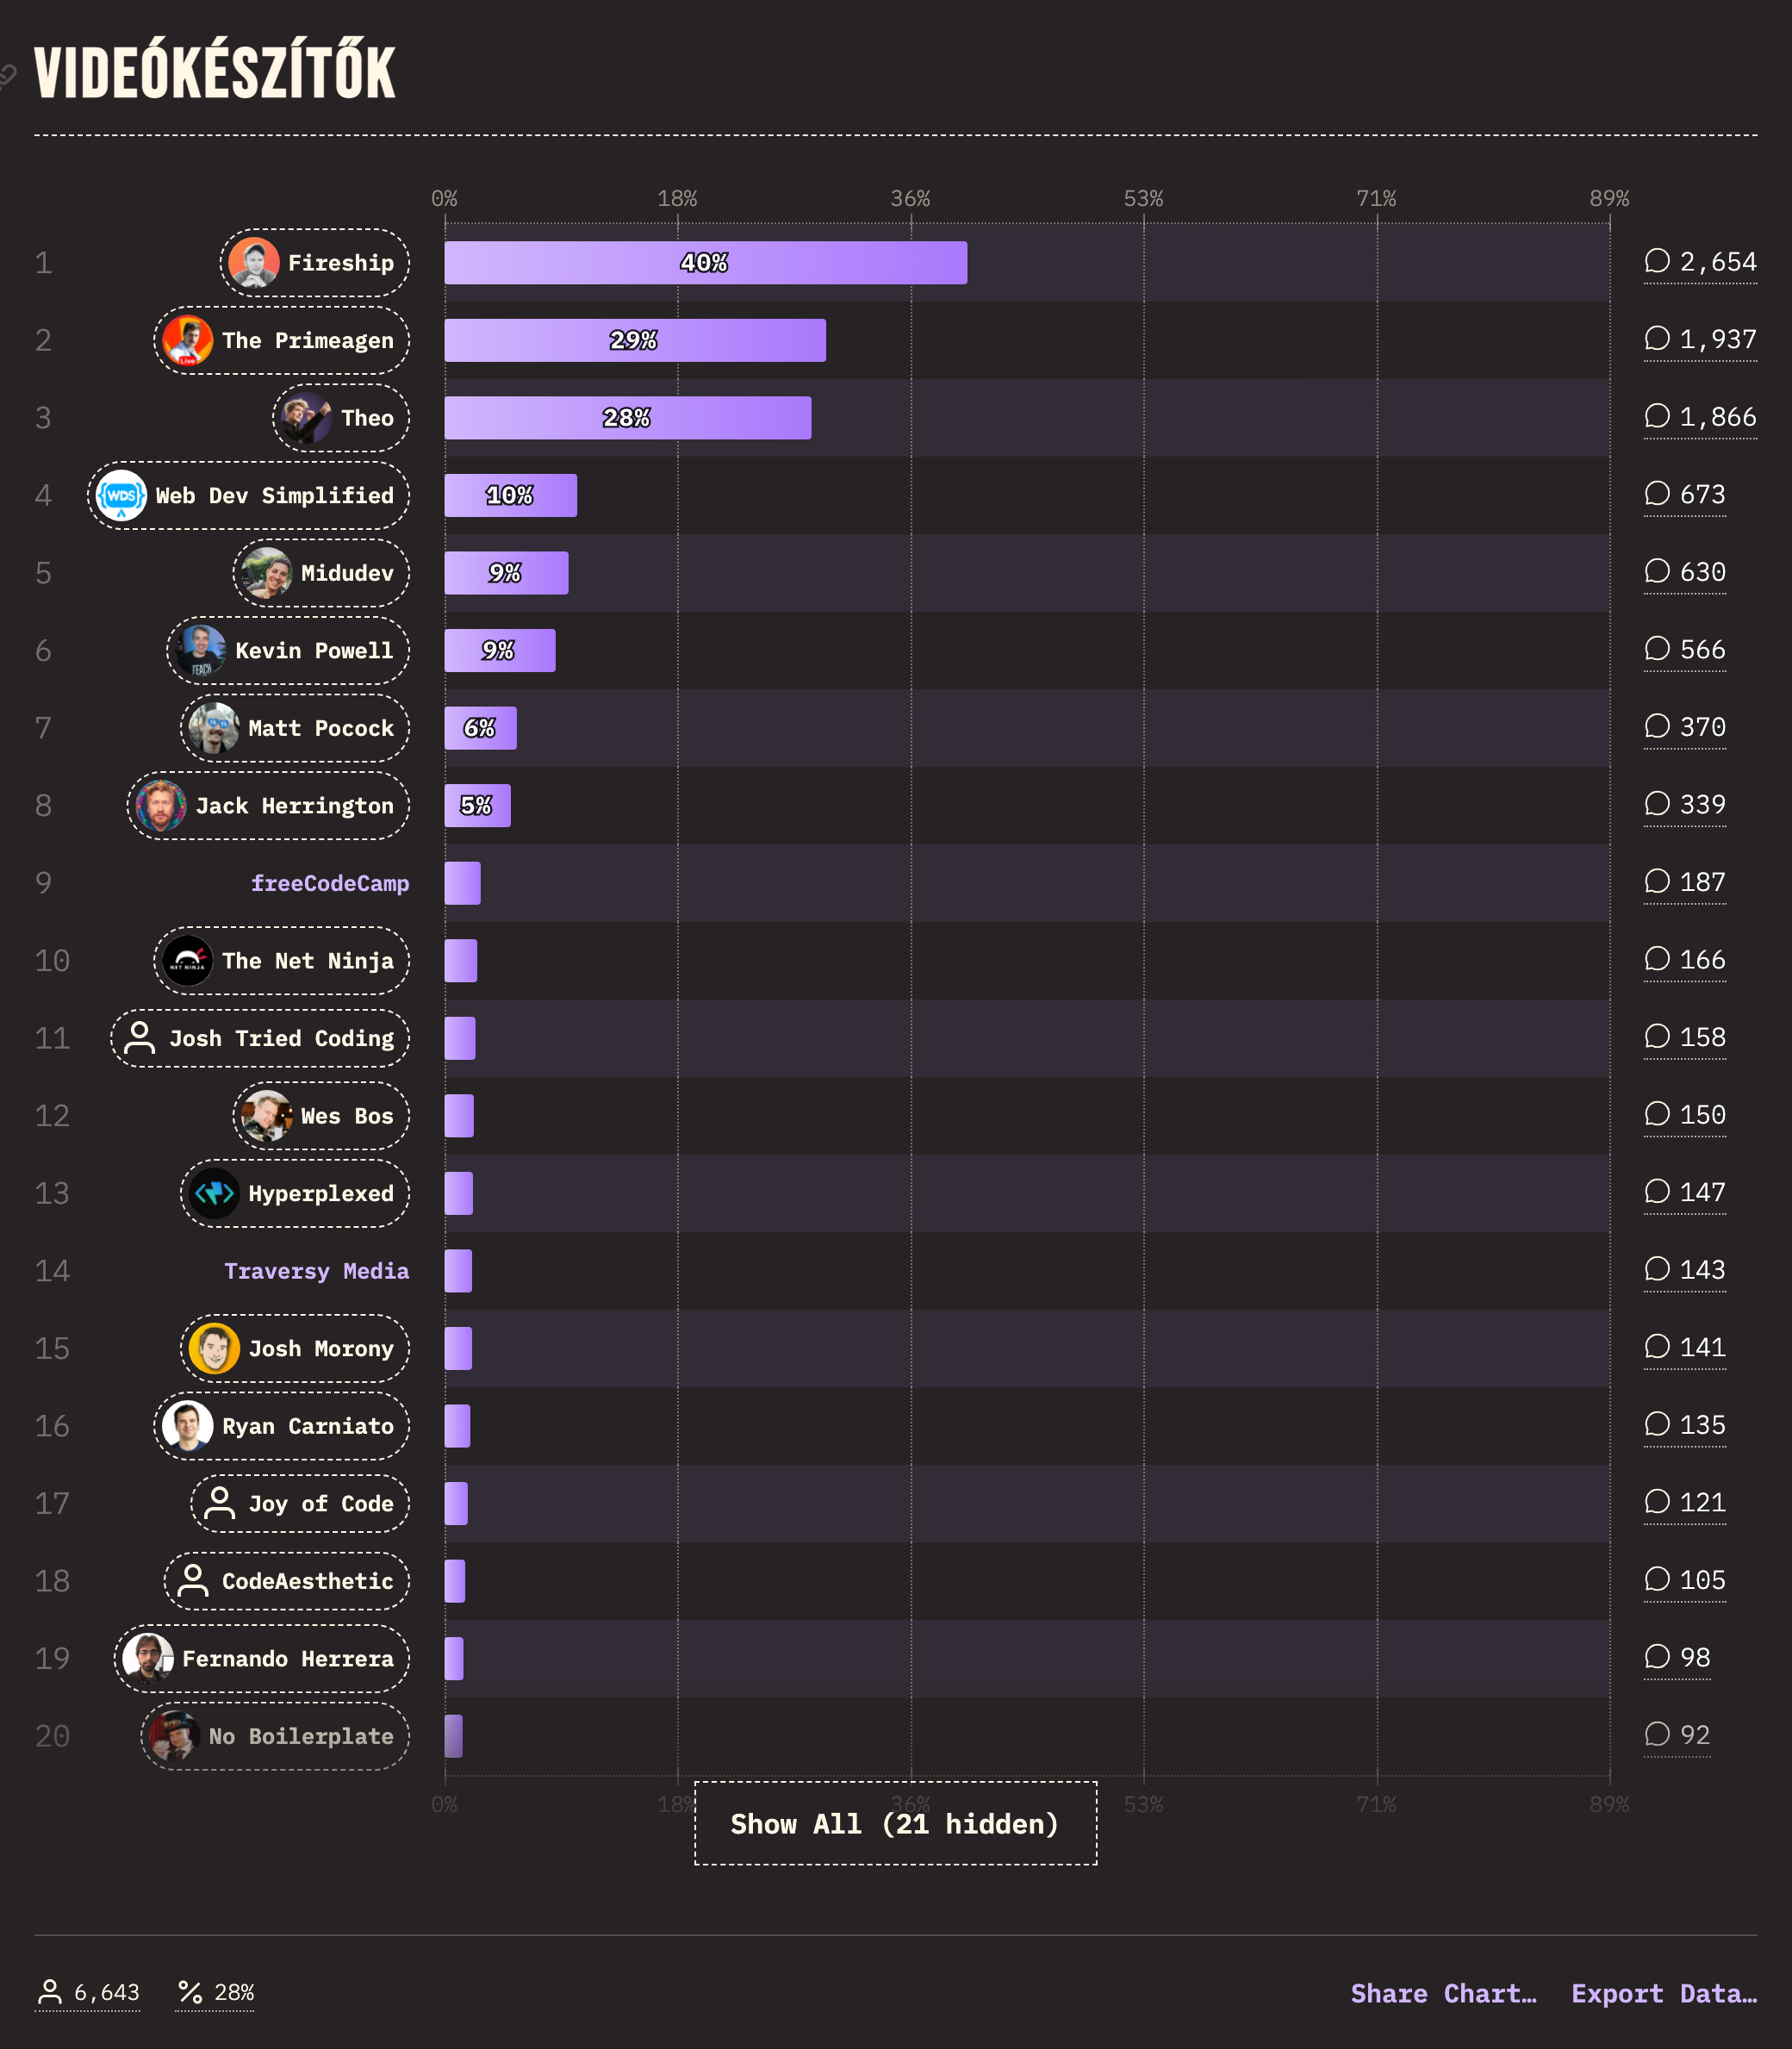 VIDEÓKÉSZÍTŐK
0% 18% 36% 53% 71% 89%
1 Fireship 40% 2,654
2 Live The Primeagen 29% 1,937
3 Theo 28% 1,866
4 WDS Web Dev Simplified 10% 673
5 Midudev 9% 630
6 TEACH Kevin Powell 9% 566
7 Matt Pocock 6% 370
8 Jack Herrington 5% 339
9 freeCodeCamp 187
10 NET NINJA The Net Ninja 166
11 Josh Tried Coding 158
12 Wes Bos 150
13 Hyperplexed 147
14 Traversy Media 143
15 Josh Morony 141
16 Ryan Carniato 135
17 Joy of Code 121
18 CodeAesthetic 105
19 Fernando Herrera 98
20 No Boilerplate 92
0% 18% 36% 53% 71% 89%
Show All (21 hidden)
6,643 28% Share Chart… Export Data…